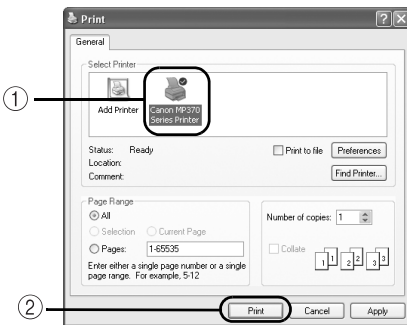 Print
General
Select Printer
Add Printer
Canon MP370
Series Printer
1
Status: Ready
Location:
Comment:
Print to file
Preferences
Find Printer...
Page Range
All
Selection
Current Page
Pages: 1-65535
Enter either a single page number or a single
page range. For example, 5-12
Number of copies: 1
Collate
1 1 2 2 3 3
2
Print
Cancel
Apply